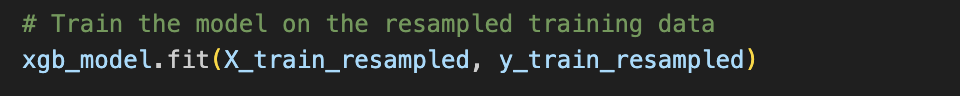 # Train the model on the resampled training data
xgb_model.fit(X_train_resampled, y_train_resampled)